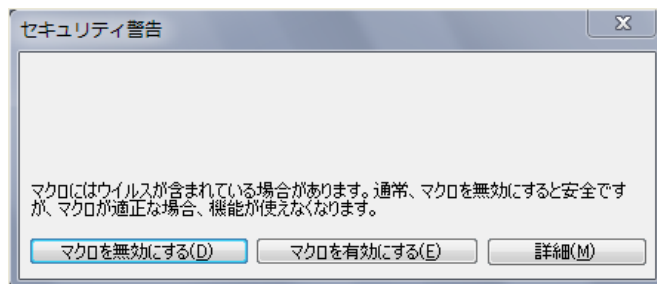 セキュリティ警告
マクロにはウイルスが含まれている場合があります。通常、マクロを無効にすると安全です
が、マクロが適正な場合、機能が使えなくなります。
マクロを無効にする(D) マクロを有効にする(E) 詳細(M)